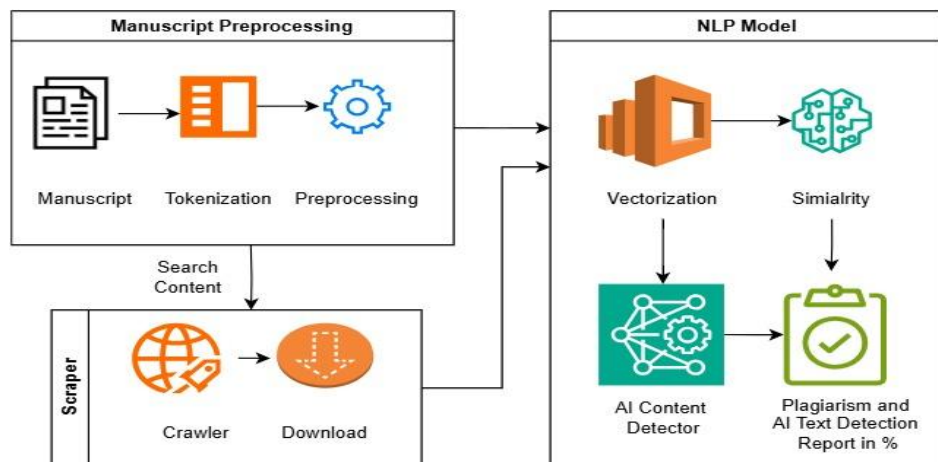 Manuscript Preprocessing
Manuscript
Tokenization
Preprocessing
Search
Content
Scraper
Crawler
Download
NLP Model
Vectorization
Simialrity
AI Content
Detector
Plagiarism and
AI Text Detection
Report in %